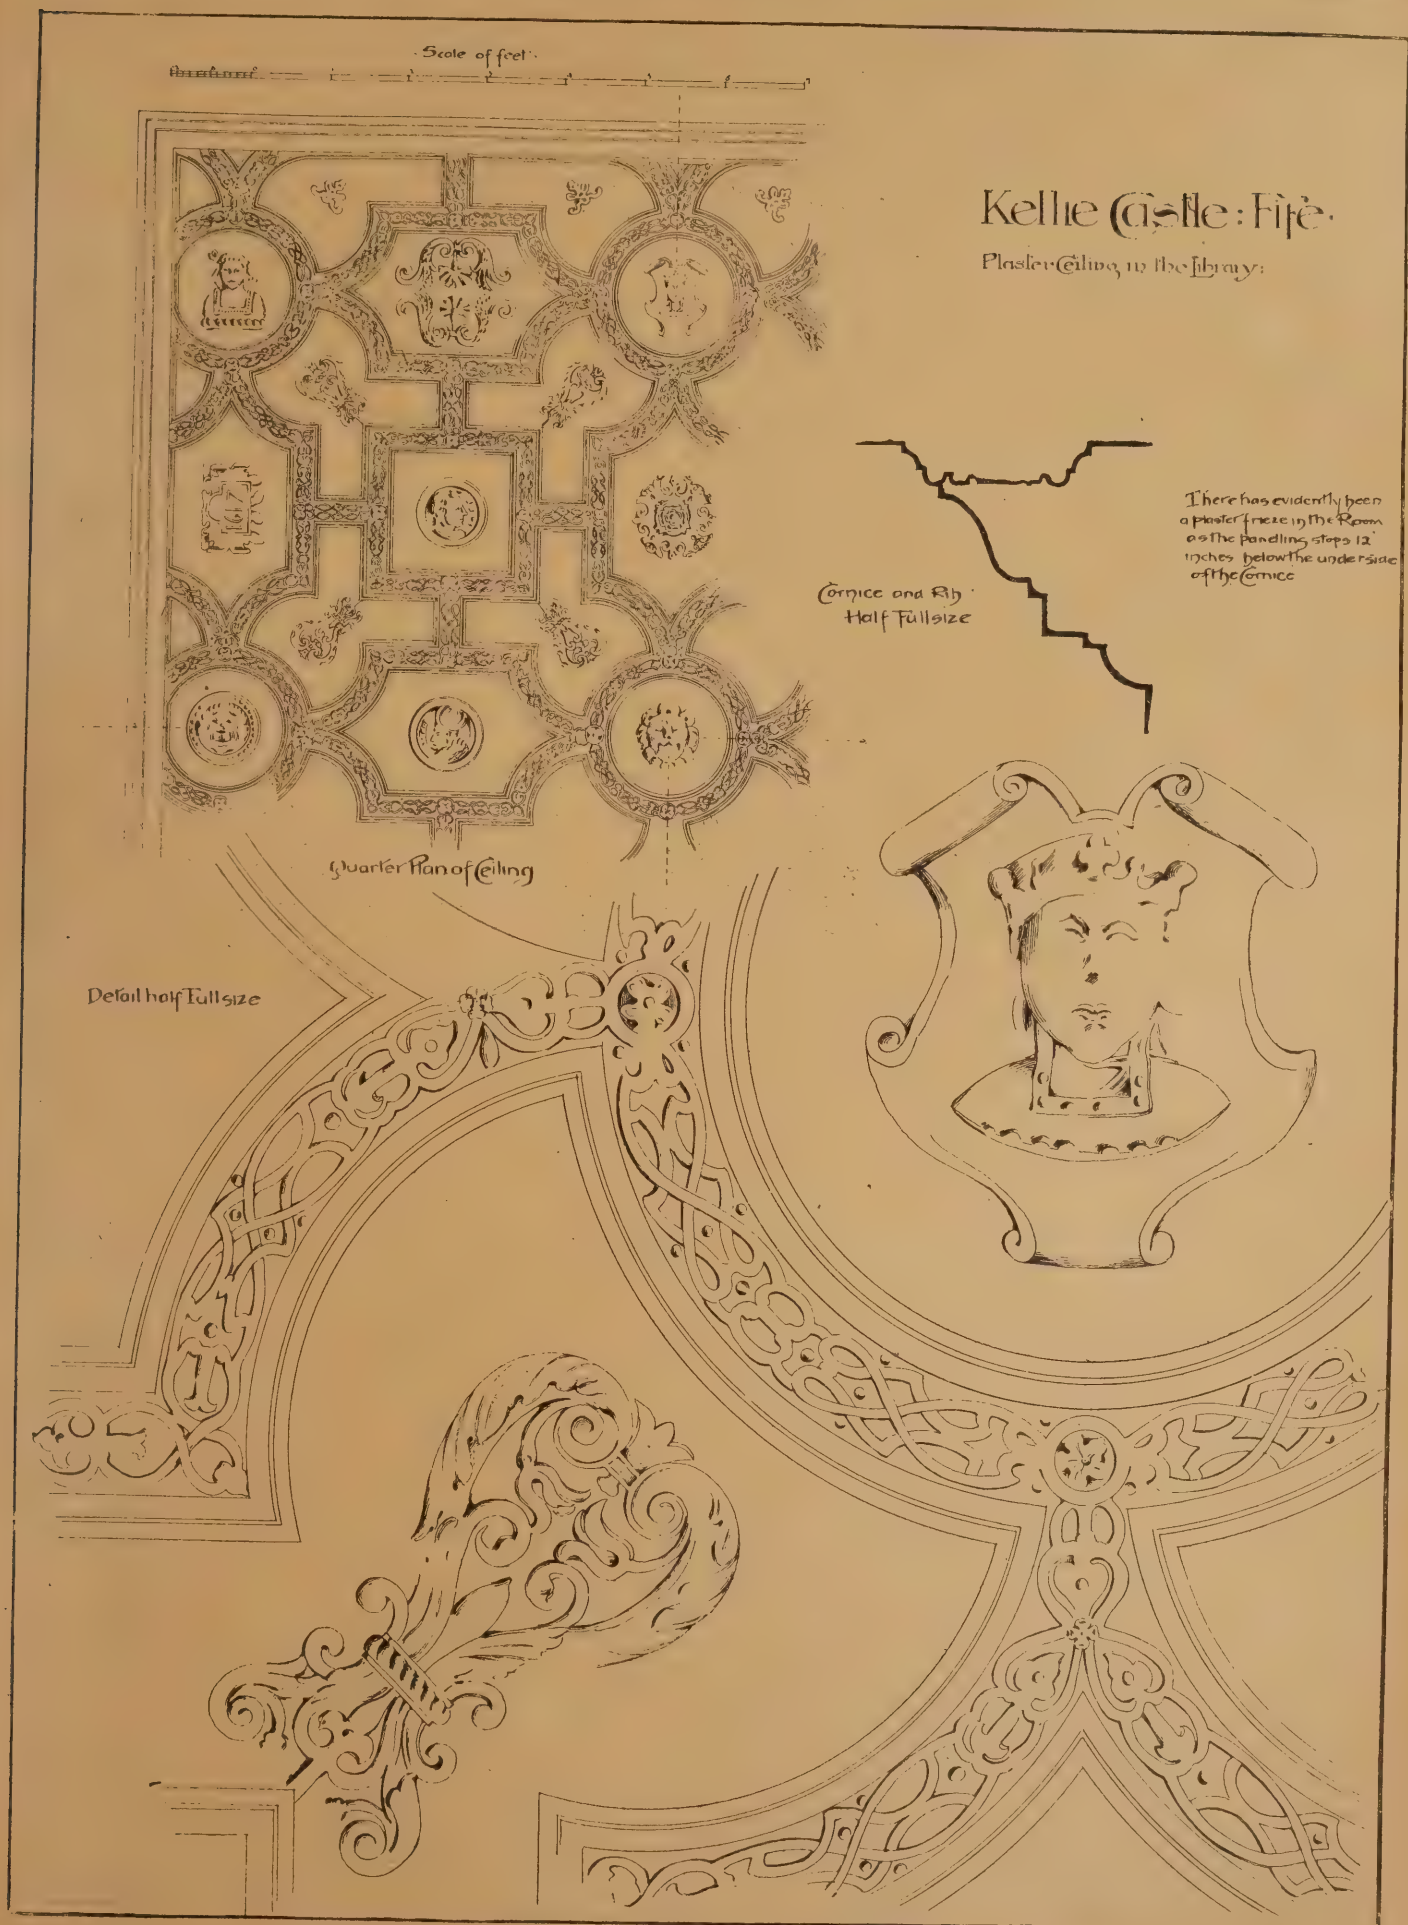 Scale of feet
Kellie Castle: Fife.
Plaster Ceiling in the Library:
There has evidently been
a plaster frieze in the Room
as the panelling stops 12
inches below the underside
of the Cornice
Cornice and Rib
Half Fullsize
Quarter Plan of Ceiling
Detail half Fullsize